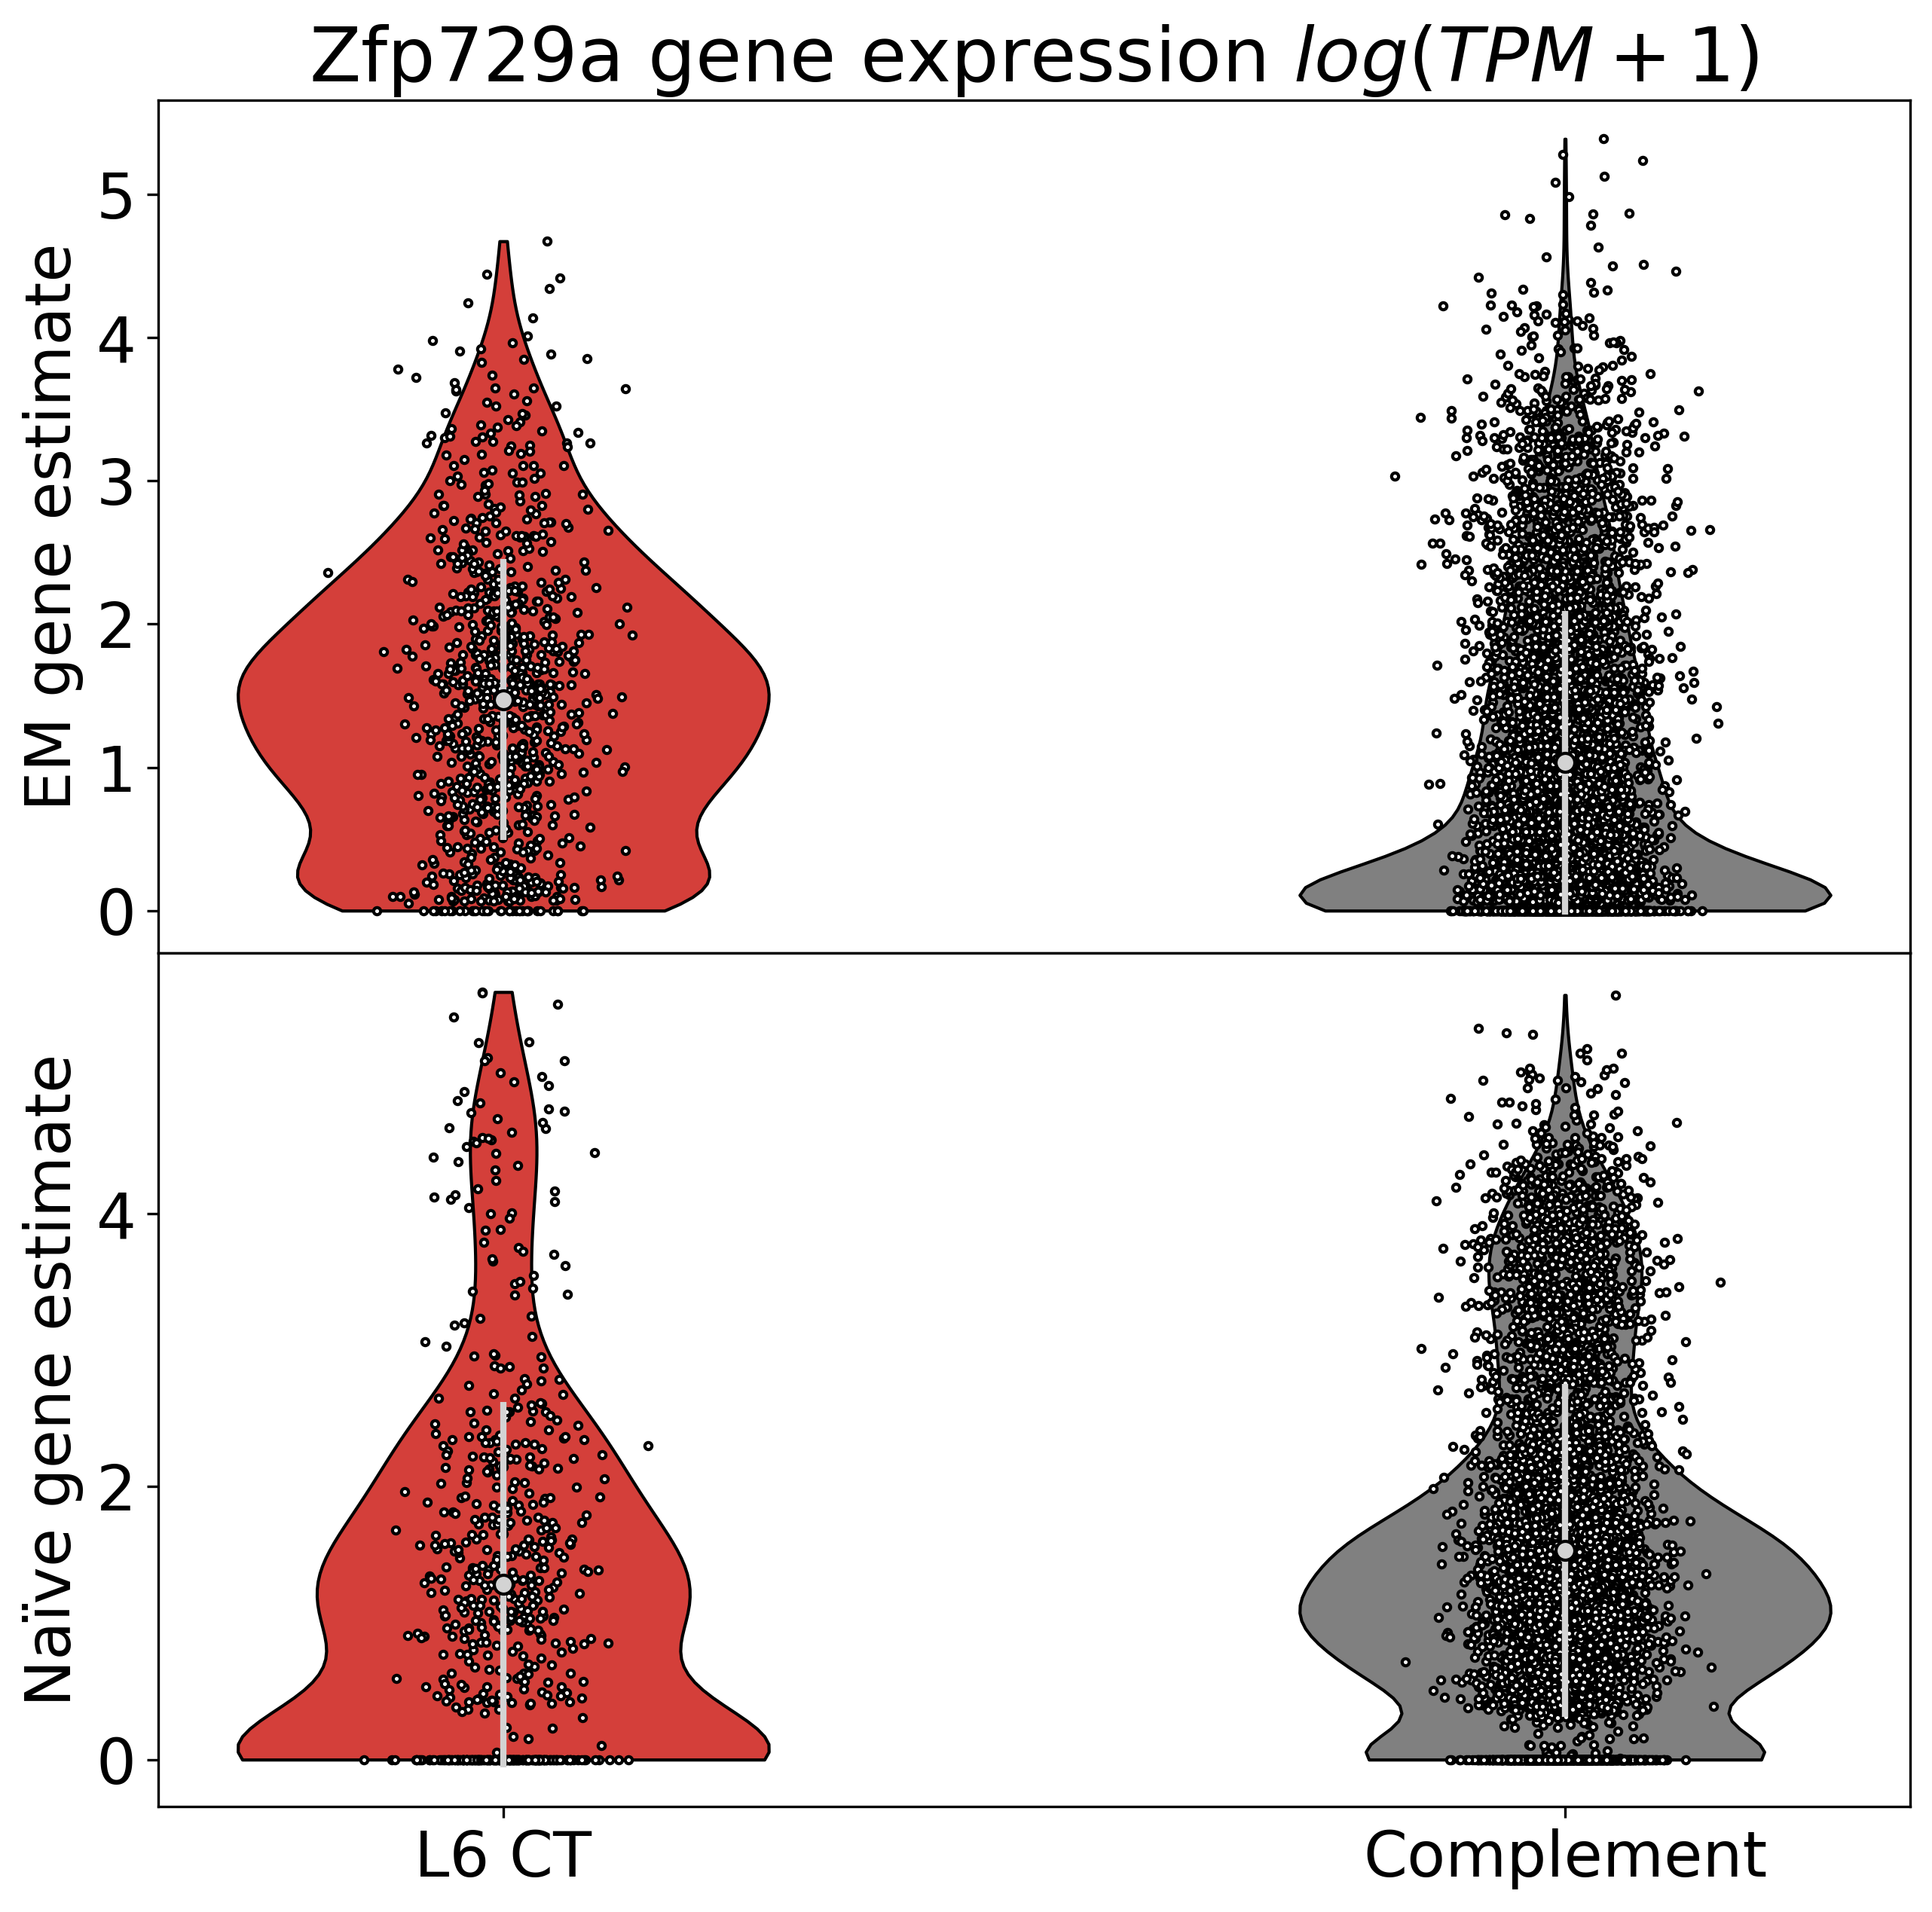 Zfp729a gene expression log(TPM + 1)
EM gene estimate
5
4
3
2
1
0
Naïve gene estimate
4
2
0
L6 CT
Complement